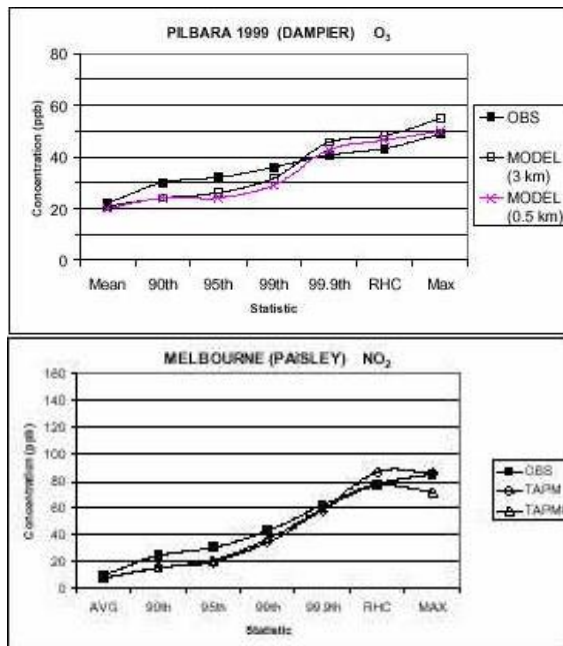 PILBARA 1999 (DAMPIER) O₃
Concentration (ppb)
80
60
40
20
0
Mean 90th 95th 99th 99.9th RHC Max
Statistic
OBS
MODEL
(3 km)
MODEL
(0.5 km)
MELBOURNE (PAISLEY) NO₂
Concentration (ppb)
160
140
120
100
80
60
40
20
0
AVG 90th 95th 99th 99.9th RHC MAX
Statistic
OBS
TAPM